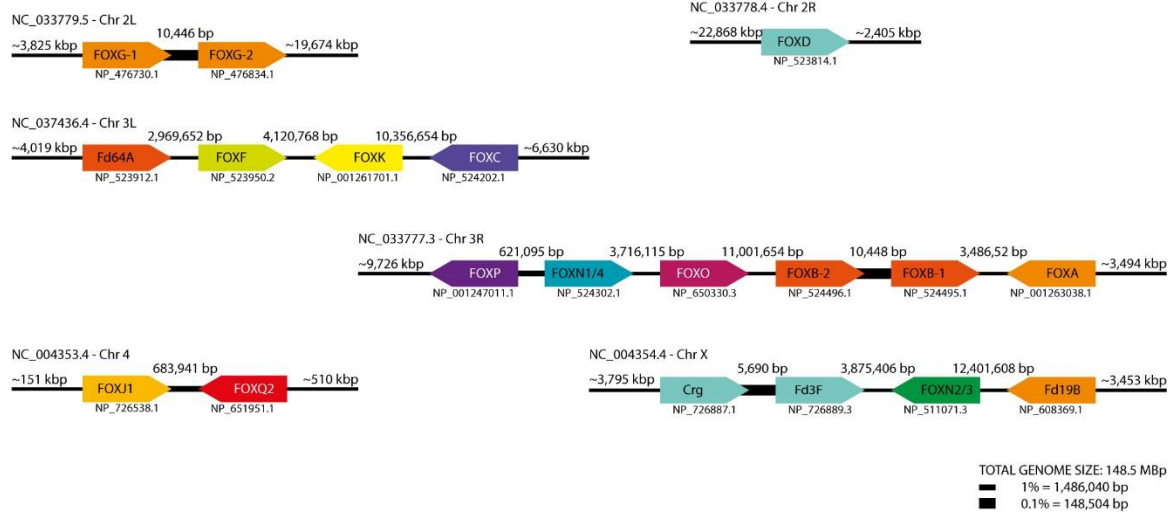 NC_033779.5 - Chr 2L
10,446 bp
~3,825 kbp FOXG-1 FOXG-2 ~19,674 kbp
NP_476730.1 NP_476834.1
NC_033778.4 - Chr 2R
~22,868 kbp FOXD ~2,405 kbp
NP_523814.1
NC_037436.4 - Chr 3L
2,969,652 bp 4,120,768 bp 10,356,654 bp
~4,019 kbp Fd64A FOXF FOXK FOXC ~6,630 kbp
NP_523912.1 NP_523950.2 NP_001261701.1 NP_524202.1
NC_033777.3 - Chr 3R
621,095 bp 3,716,115 bp 11,001,654 bp 10,448 bp 3,486,52 bp
~9,726 kbp FOXP FOXN1/4 FOXO FOXB-2 FOXB-1 FOXA ~3,494 kbp
NP_001247011.1 NP_524302.1 NP_650330.3 NP_524496.1 NP_524495.1 NP_001263038.1
NC_004353.4 - Chr 4
683,941 bp
~151 kbp FOXJ1 FOXQ2 ~510 kbp
NP_726538.1 NP_651951.1
NC_004354.4 - Chr X
5,690 bp 3,875,406 bp 12,401,608 bp
~3,795 kbp Crg Fd3F FOXN2/3 Fd19B ~3,453 kbp
NP_726887.1 NP_726889.3 NP_511071.3 NP_608369.1
TOTAL GENOME SIZE: 148.5 MBp
1% = 1,486,040 bp
0.1% = 148,504 bp